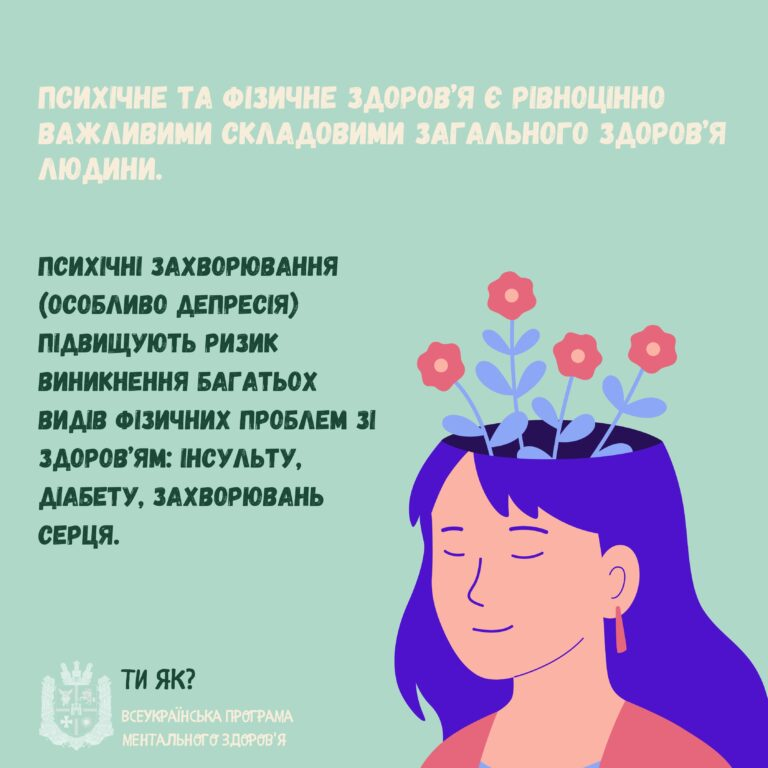 ПСИХІЧНЕ ТА ФІЗИЧНЕ ЗДОРОВ'Я Є РІВНОЦІННО
ВАЖЛИВИМИ СКЛАДОВИМИ ЗАГАЛЬНОГО ЗДОРОВ'Я
ЛЮДИНИ.
ПСИХІЧНІ ЗАХВОРЮВАННЯ
(ОСОБЛИВО ДЕПРЕСІЯ)
ПІДВИЩУЮТЬ РИЗИК
ВИНИКНЕННЯ БАГАТЬОХ
ВИДІВ ФІЗИЧНИХ ПРОБЛЕМ ЗІ
ЗДОРОВ'ЯМ: ІНСУЛЬТУ,
ДІАБЕТУ, ЗАХВОРЮВАНЬ
СЕРЦЯ.
ТИ ЯК?
ВСЕУКРАЇНСЬКА ПРОГРАМА
МЕНТАЛЬНОГО ЗДОРОВ'Я